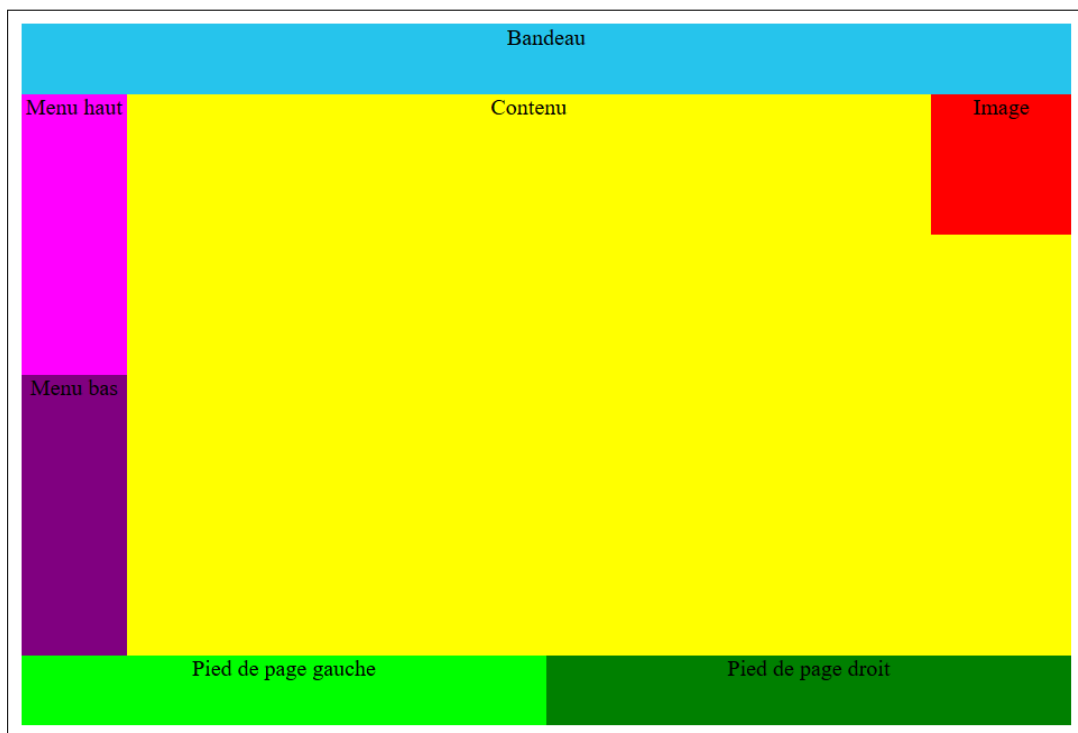 Bandeau
Menu haut
Contenu
Image
Menu bas
Pied de page gauche
Pied de page droit